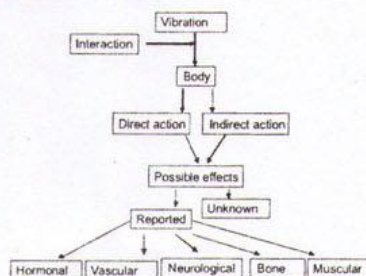 Vibration
Interaction
Body
Direct action
Indirect action
Possible effects
Unknown
Reported
Hormonal
Vascular
Neurological
Bone
Muscular